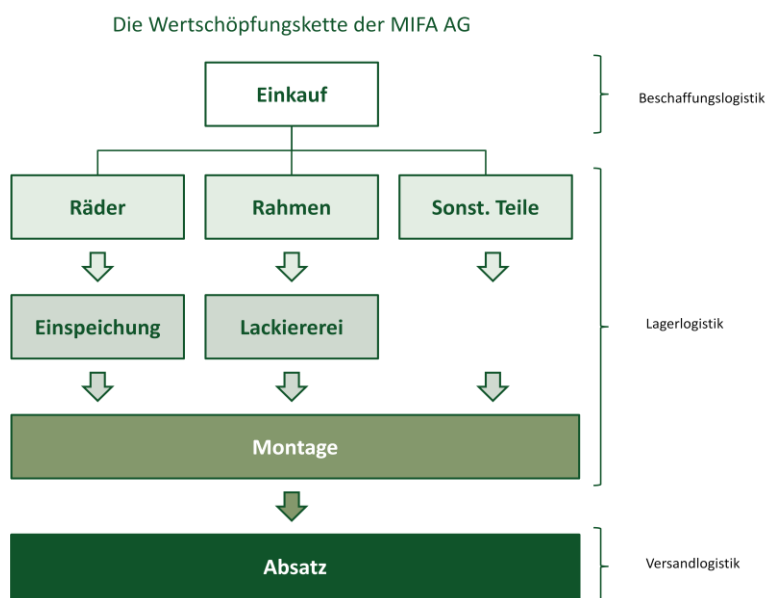 Die Wertschöpfungskette der MIFA AG
Einkauf
Beschaffungslogistik
Räder
Rahmen
Sonst. Teile
Einspeichung
Lackiererei
Lagerlogistik
Montage
Absatz
Versandlogistik